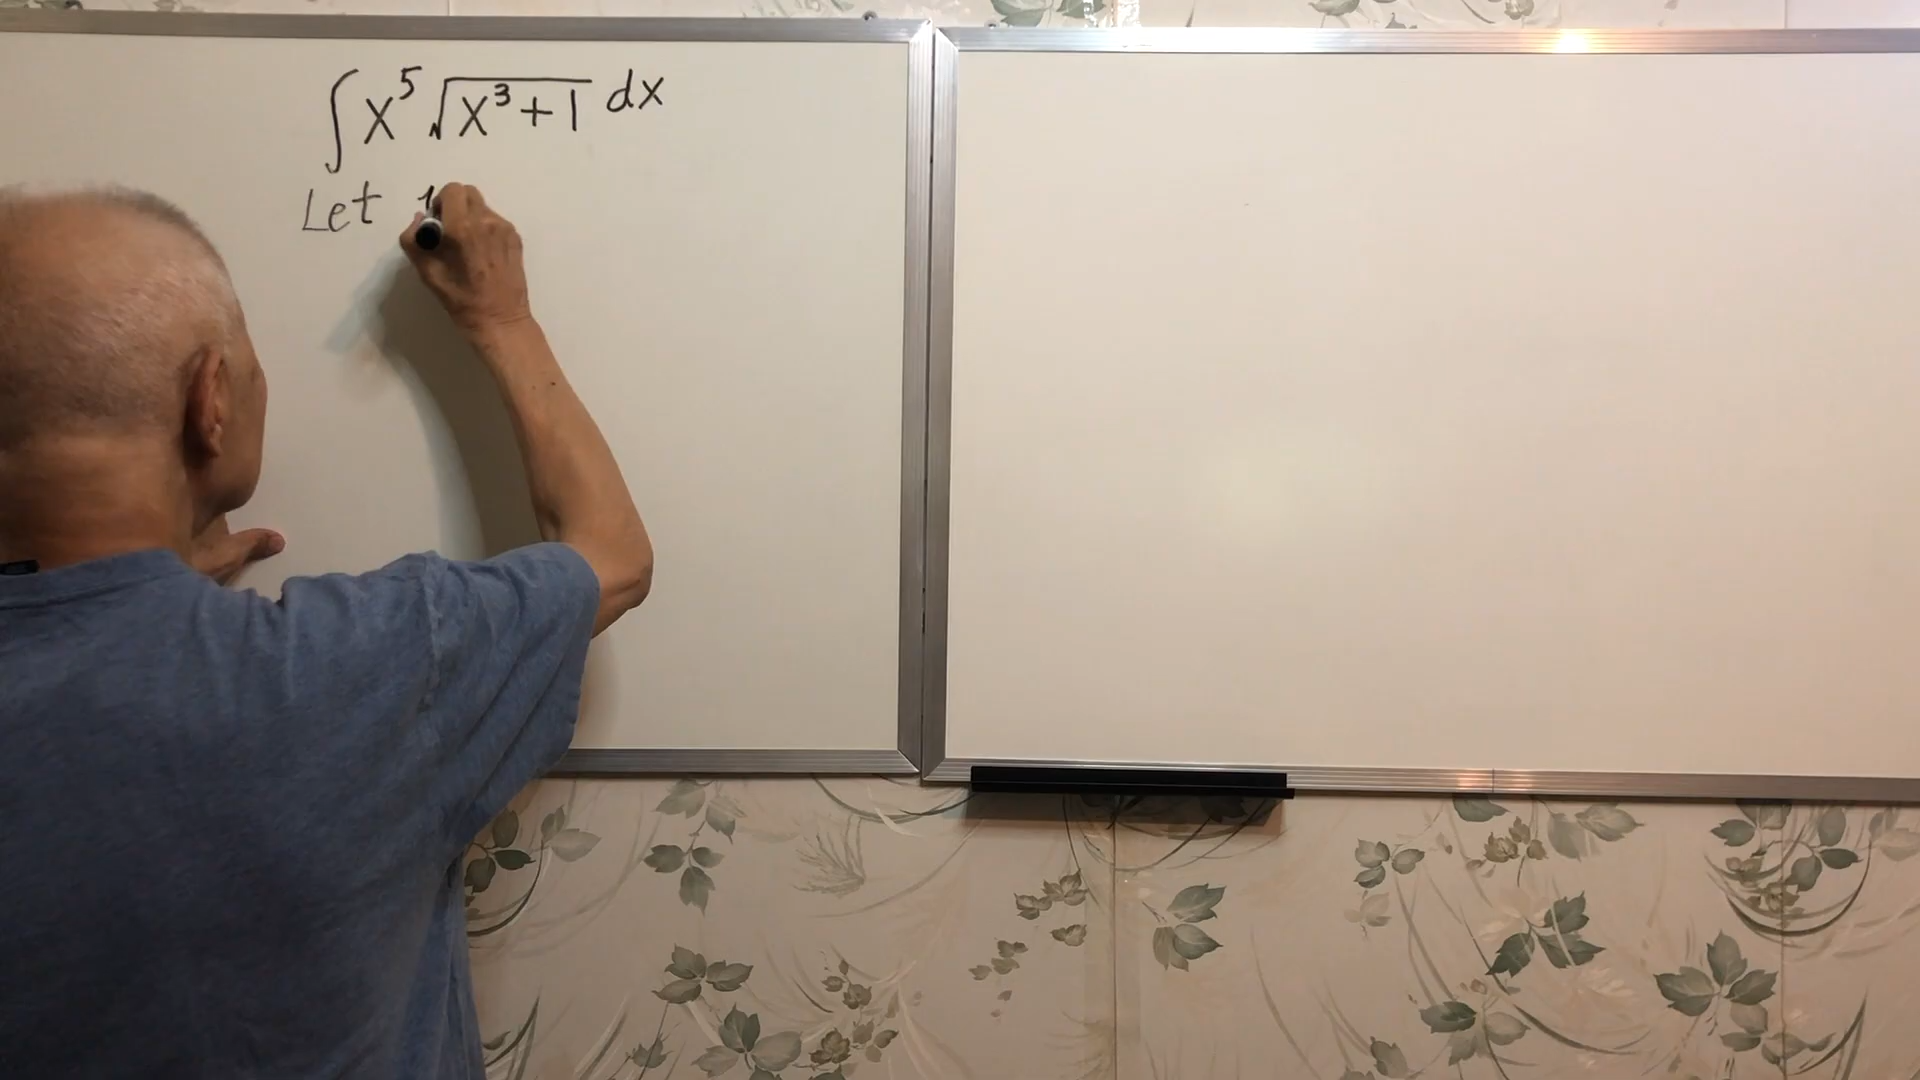 ∫ x⁵ √(x³+1) dx
Let